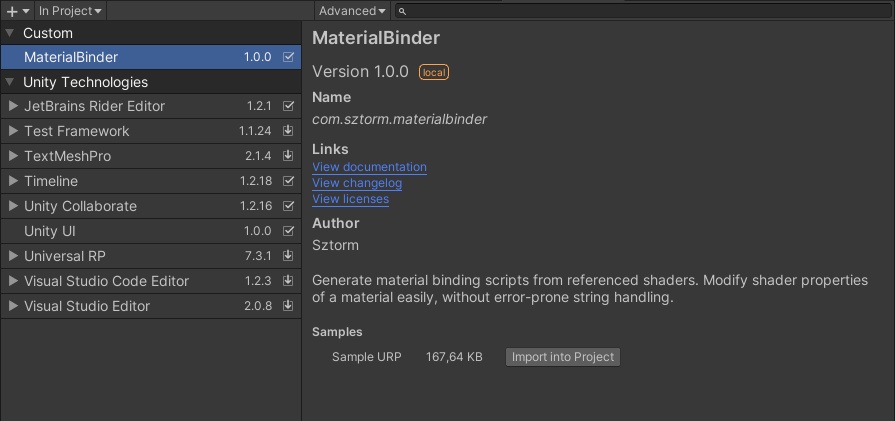 + In Project Advanced
Custom
MaterialBinder 1.0.0
Unity Technologies
JetBrains Rider Editor 1.2.1
Test Framework 1.1.24
TextMeshPro 2.1.4
Timeline 1.2.18
Unity Collaborate 1.2.16
Unity UI 1.0.0
Universal RP 7.3.1
Visual Studio Code Editor 1.2.3
Visual Studio Editor 2.0.8
MaterialBinder
Version 1.0.0 local
Name
com.sztorm.materialbinder
Links
View documentation
View changelog
View licenses
Author
Sztorm
Generate material binding scripts from referenced shaders. Modify shader properties
of a material easily, without error-prone string handling.
Samples
Sample URP 167,64 KB Import into Project